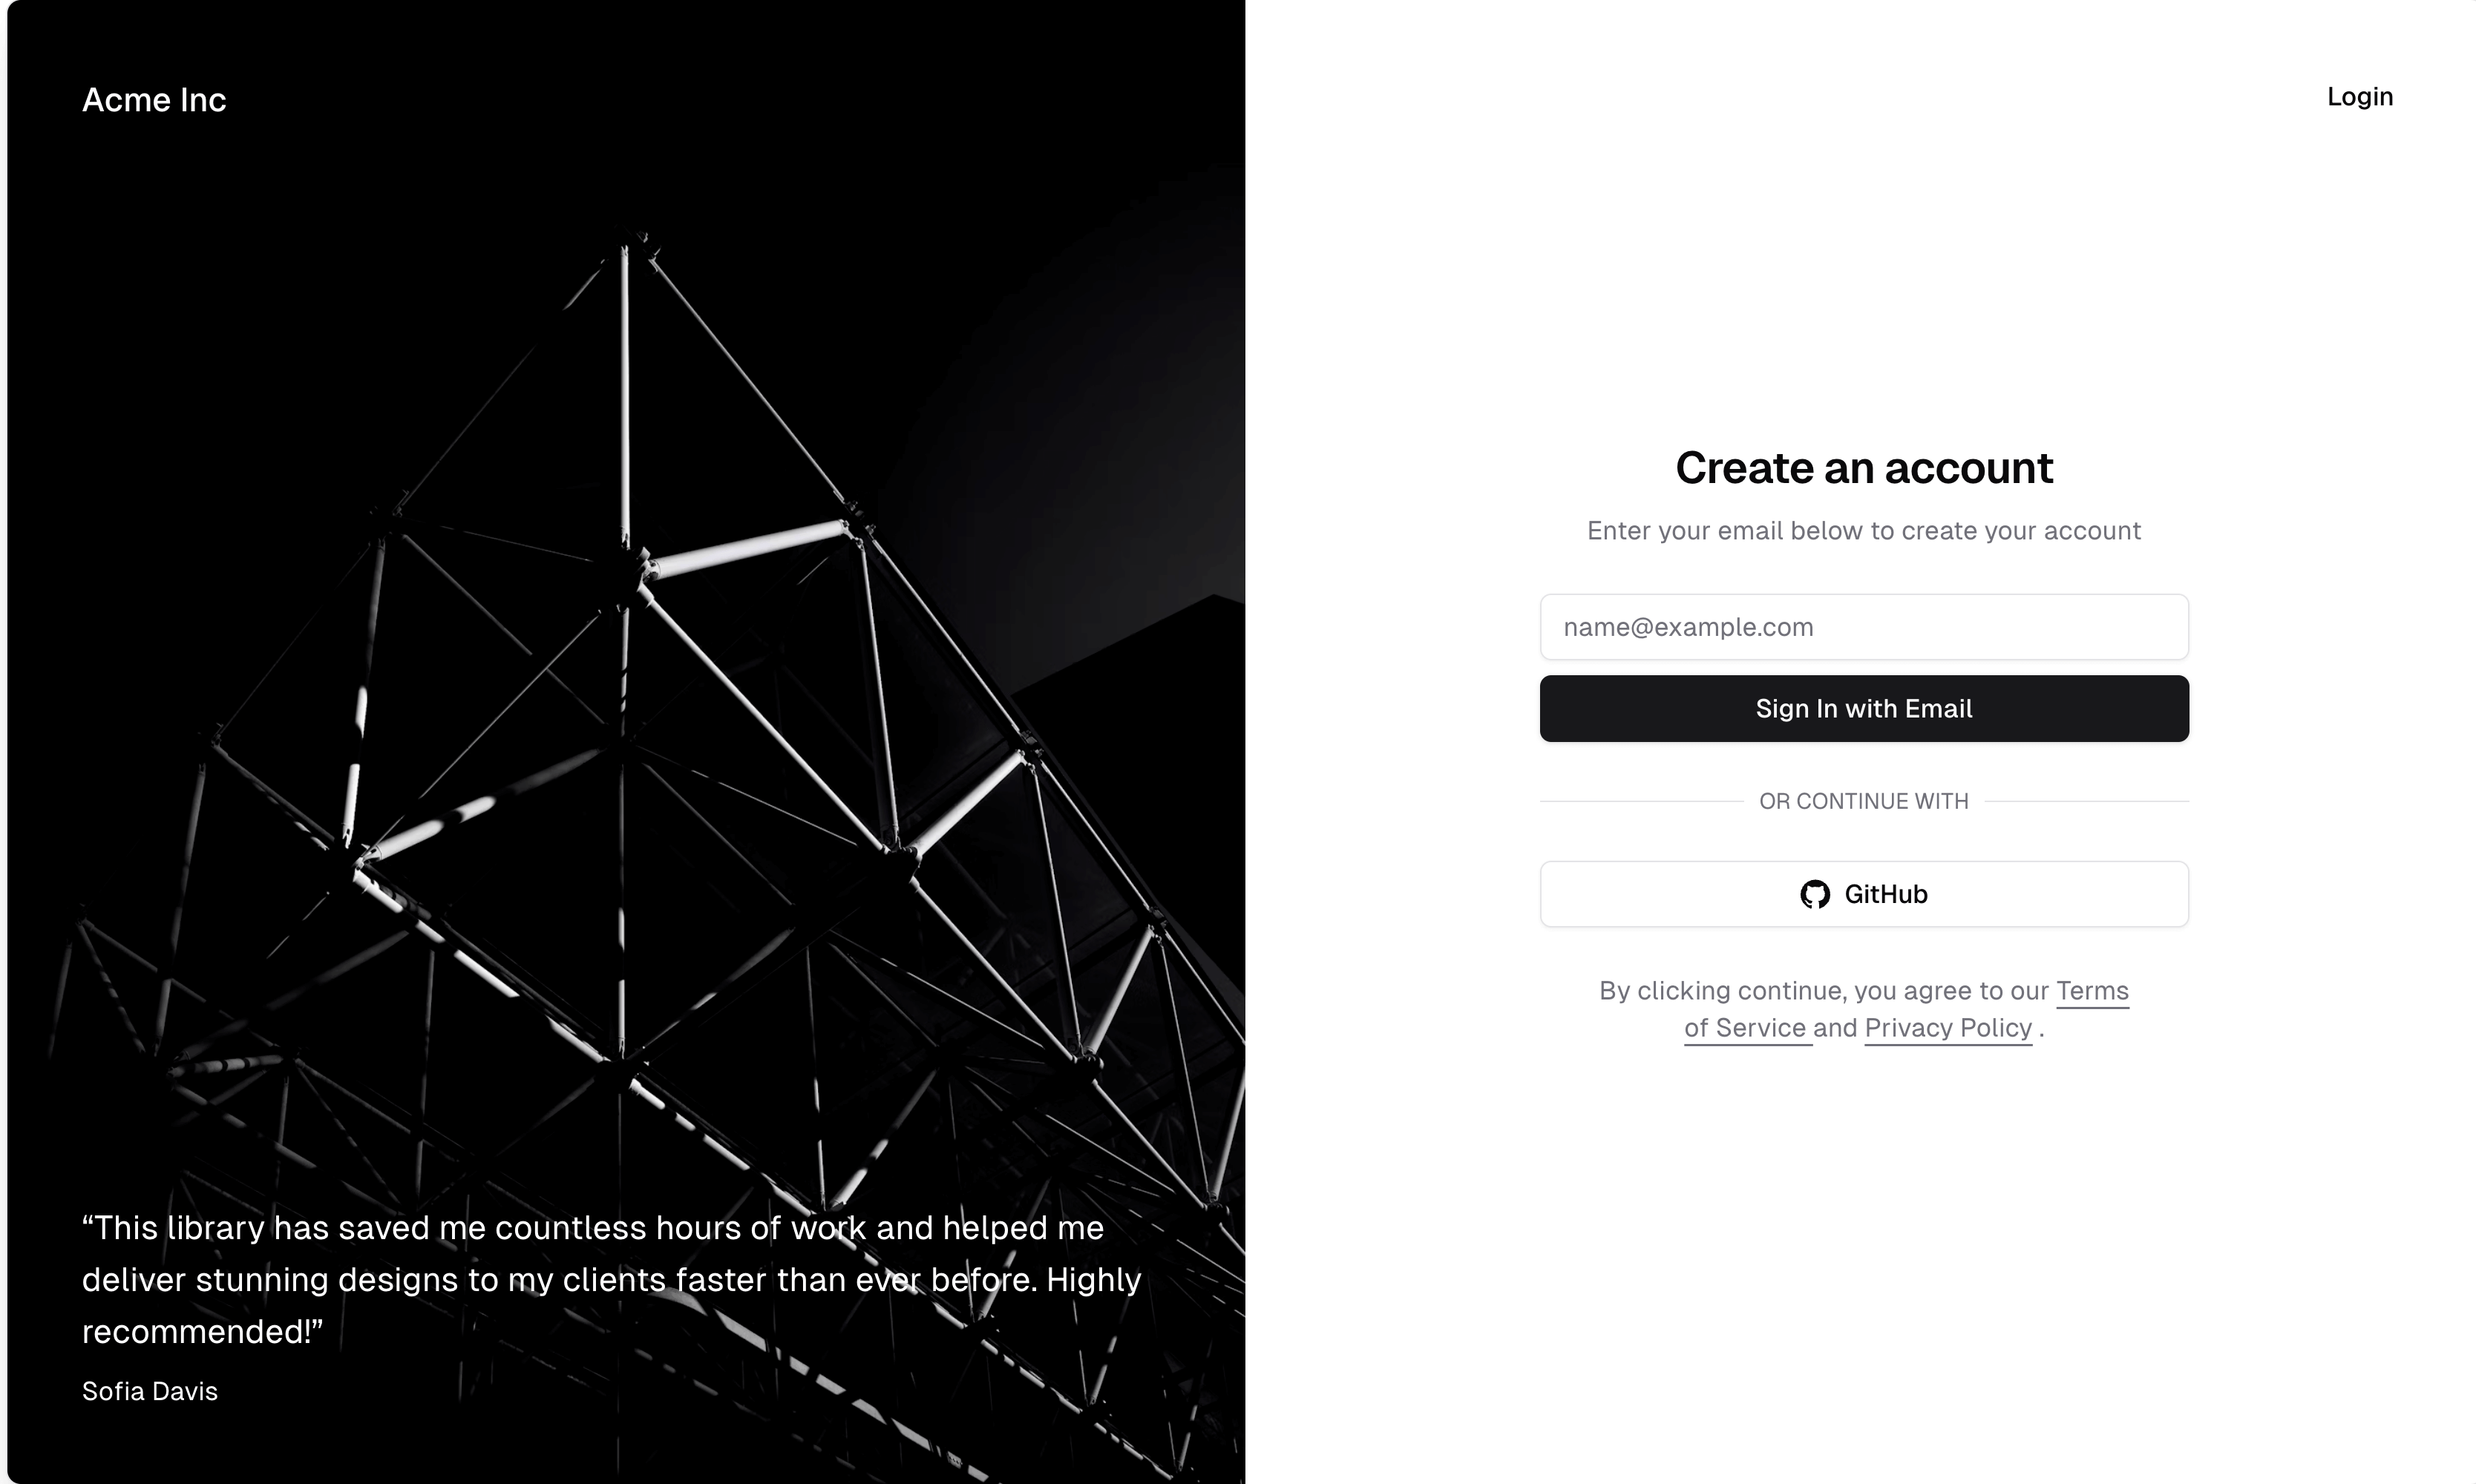 Acme Inc
Login
Create an account
Enter your email below to create your account
name@example.com
Sign In with Email
OR CONTINUE WITH
GitHub
By clicking continue, you agree to our Terms
of Service and Privacy Policy .
“This library has saved me countless hours of work and helped me
deliver stunning designs to my clients faster than ever before. Highly
recommended!”
Sofia Davis